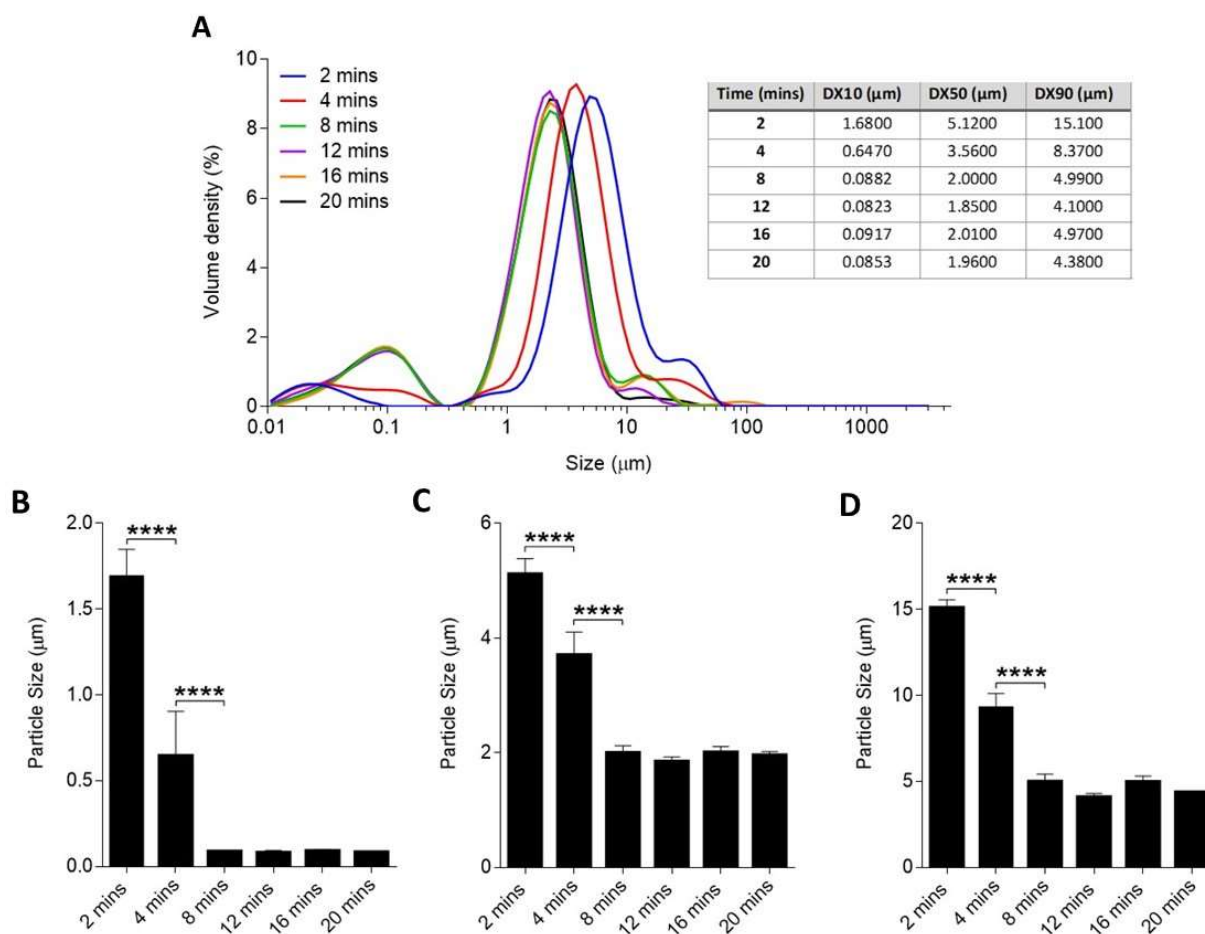 A
10
8
6
4
2
0
Volume density (%)
2 mins
4 mins
8 mins
12 mins
16 mins
20 mins
0.01 0.1 1 10 100 1000
Size (μm)
Time (mins) DX10 (μm) DX50 (μm) DX90 (μm)
2 1.6800 5.1200 15.100
4 0.6470 3.5600 8.3700
8 0.0882 2.0000 4.9900
12 0.0823 1.8500 4.1000
16 0.0917 2.0100 4.9700
20 0.0853 1.9600 4.3800
B
2.0
1.5
1.0
0.5
0.0
Particle Size (μm)
****
****
2 mins 4 mins 8 mins 12 mins 16 mins 20 mins
C
6
4
2
0
Particle Size (μm)
****
****
2 mins 4 mins 8 mins 12 mins 16 mins 20 mins
D
20
15
10
5
0
Particle Size (μm)
****
****
2 mins 4 mins 8 mins 12 mins 16 mins 20 mins